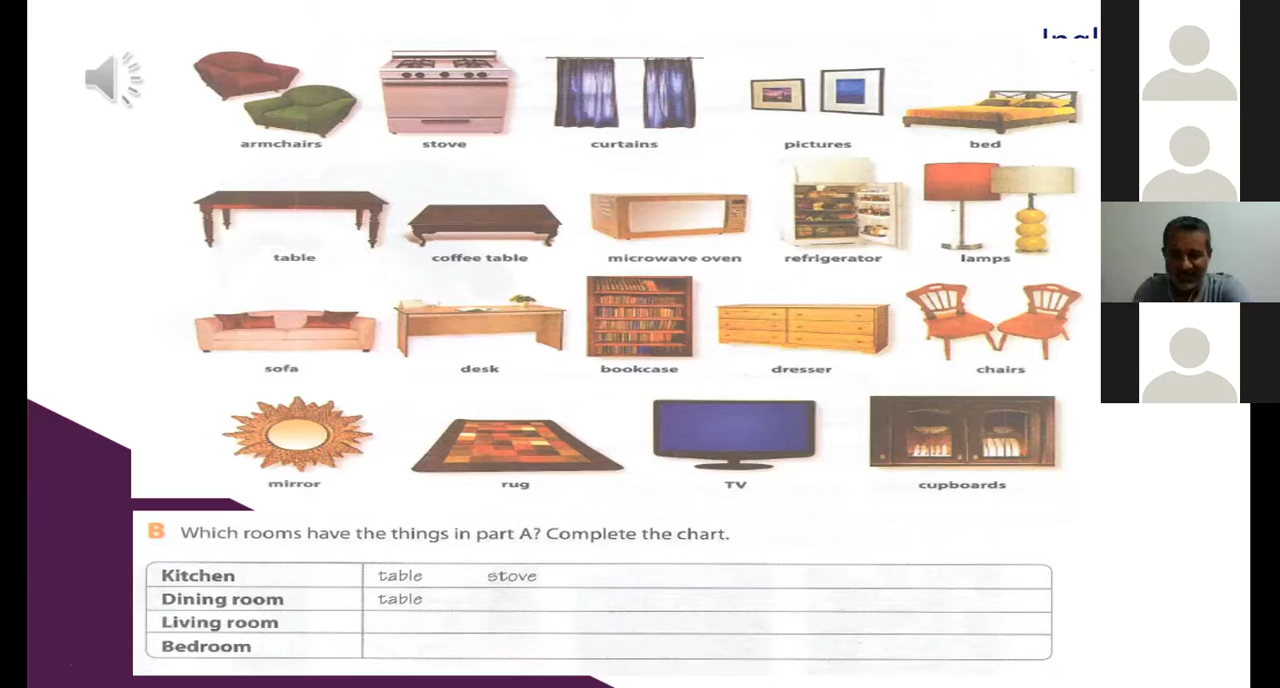 armchairs stove curtains pictures bed
table coffee table microwave oven refrigerator lamps
sofa desk bookcase dresser chairs
mirror rug TV cupboards
B Which rooms have the things in part A? Complete the chart.
Kitchen table stove
Dining room table
Living room
Bedroom